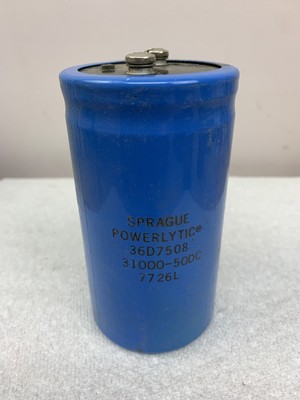 SPRAGUE
POWERLYTIC®
36D7508
31000-50DC
7726L